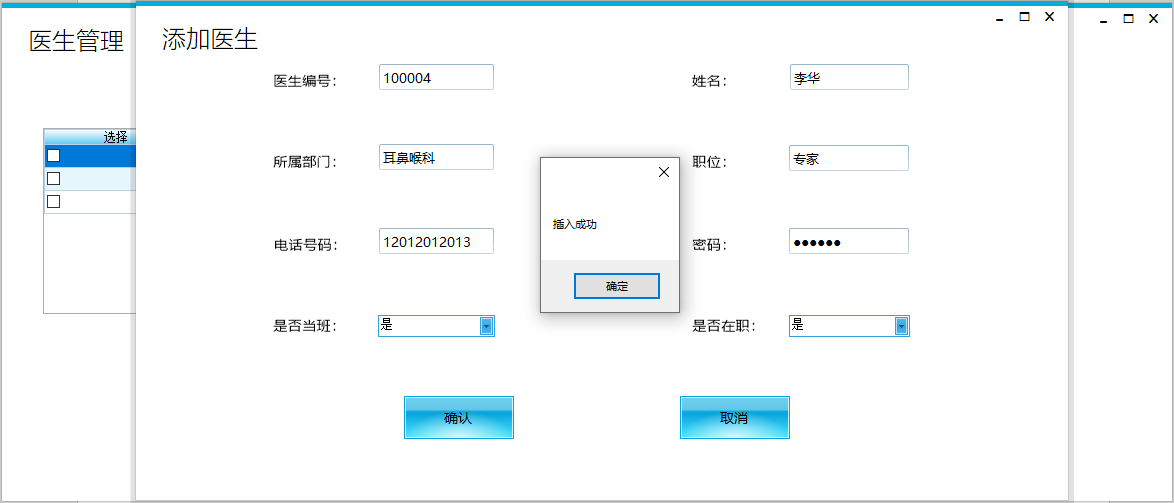 医生管理
添加医生
医生编号： 100004 姓名： 李华
选择
所属部门： 耳鼻喉科 职位： 专家
插入成功
电话号码： 12012012013 密码： ●●●●●●
确定
是否当班： 是 是否在职： 是
确认 取消